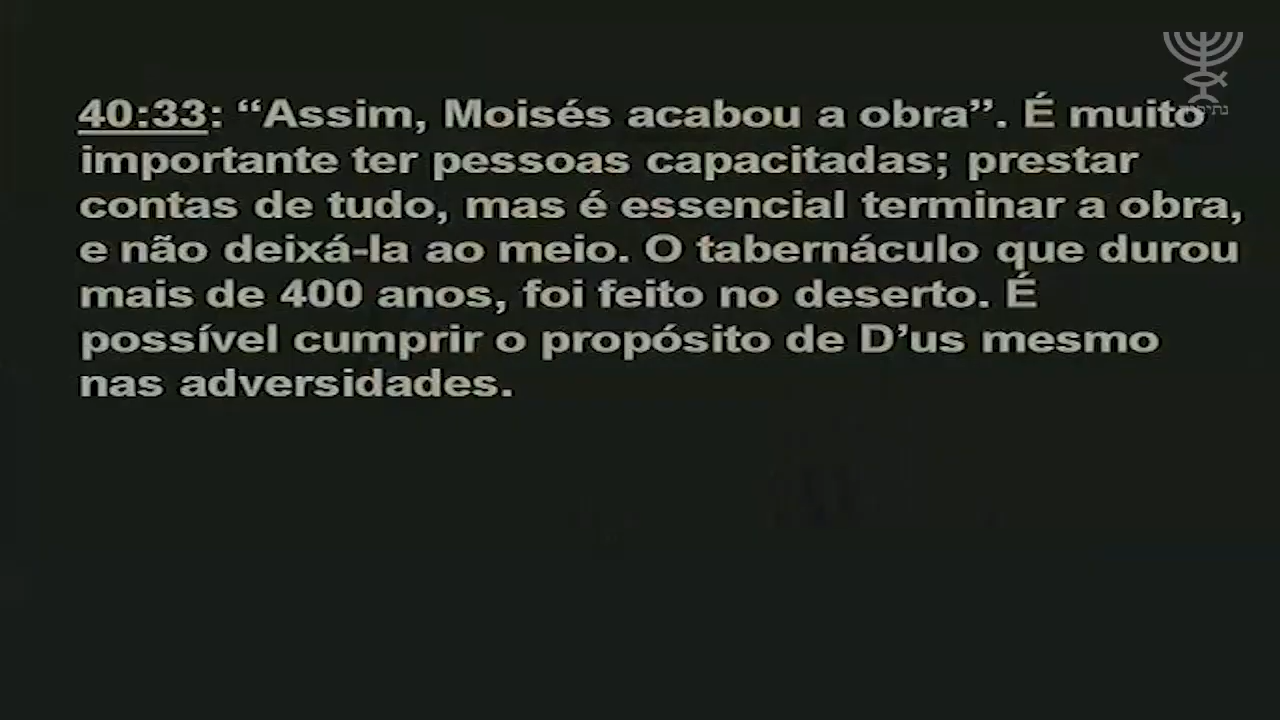 40:33: “Assim, Moisés acabou a obra”. É muito
importante ter pessoas capacitadas; prestar
contas de tudo, mas é essencial terminar a obra,
e não deixá-la ao meio. O tabernáculo que durou
mais de 400 anos, foi feito no deserto. É
possível cumprir o propósito de D’us mesmo
nas adversidades.